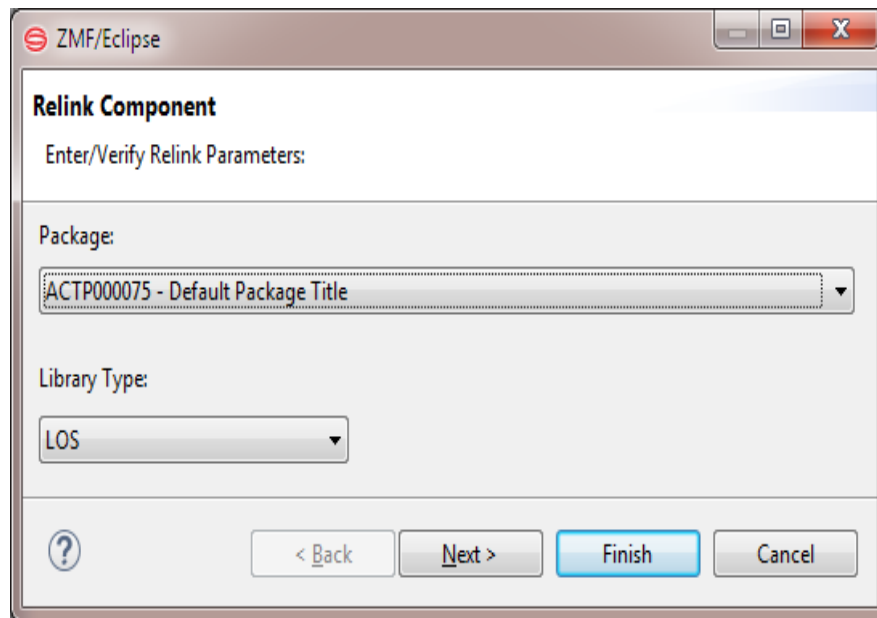 ZMF/Eclipse
X
Relink Component
Enter/Verify Relink Parameters:
Package:
ACTP000075 - Default Package Title
Library Type:
LOS
? < Back Next > Finish Cancel